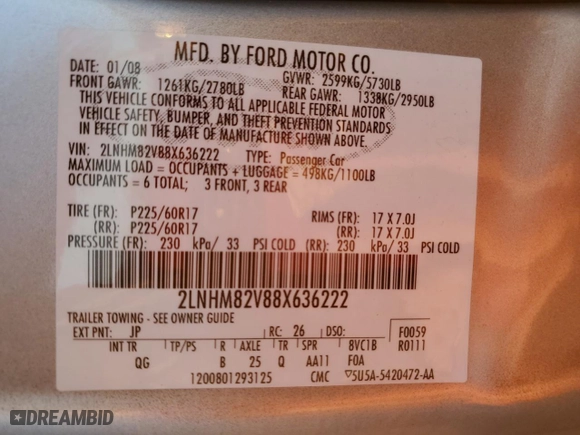 MFD. BY FORD MOTOR CO.
DATE: 01/08 GVWR: 2599KG/5730LB
FRONT GAWR: 1261KG/2780LB REAR GAWR: 1338KG/2950LB
THIS VEHICLE CONFORMS TO ALL APPLICABLE FEDERAL MOTOR
VEHICLE SAFETY, BUMPER, AND THEFT PREVENTION STANDARDS
IN EFFECT ON THE DATE OF MANUFACTURE SHOWN ABOVE.
VIN: 2LNHM82V88X636222 TYPE: Passenger Car
MAXIMUM LOAD = OCCUPANTS + LUGGAGE = 498KG/1100LB
OCCUPANTS = 6 TOTAL; 3 FRONT, 3 REAR
TIRE (FR): P225/60R17 RIMS (FR): 17 X 7.0J
(RR): P225/60R17 (RR): 17 X 7.0J
PRESSURE (FR): 230 kPa/ 33 PSI COLD (RR): 230 kPa/ 33 PSI COLD
2LNHM82V88X636222
TRAILER TOWING - SEE OWNER GUIDE
EXT PNT: JP RC: 26 DSO: F0059
INT TR TP/PS R AXLE TR SPR 8VC1B R0111
QG B 25 Q AA11 F0A
1200801293125 CMC ▽5U5A-5420472-AA
DREAMBID